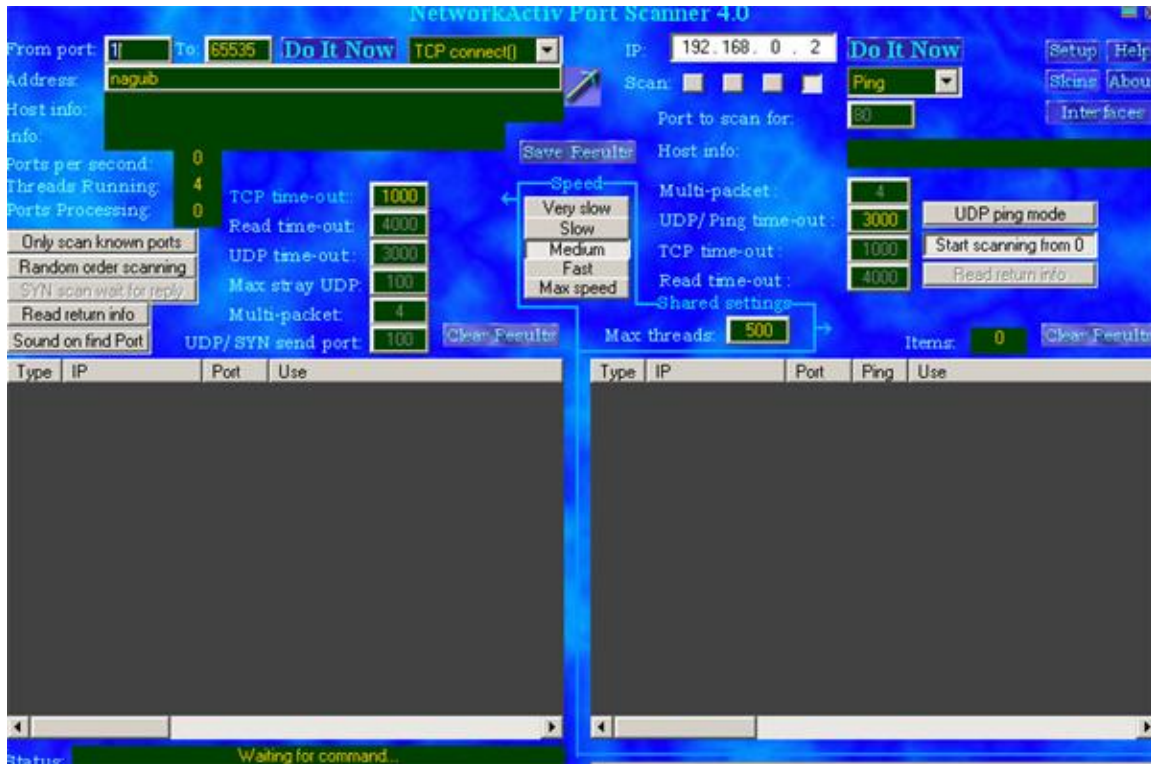 NetworkActiv Port Scanner 4.0
From port: 1 To: 65535 Do It Now TCP connect()
Address: naguib
Host info:
Info:
Ports per second: 0
Threads Running: 4
Ports Processing: 0
Only scan known ports
Random order scanning
SYN scan wait for reply
Read return info
Sound on find Port
TCP time-out: 1000
Read time-out: 4000
UDP time-out: 3000
Max stray UDP: 100
Multi-packet: 4
UDP/SYN send port: 100
Save Results
Clear Results
Speed
Very slow
Slow
Medium
Fast
Max speed
Shared settings
Max threads: 500
IP: 192.168. 0 . 2 Do It Now
Scan: Ping
Port to scan for: 80
Host info:
Multi-packet: 4
UDP/Ping time-out: 3000
TCP time-out: 1000
Read time-out: 4000
UDP ping mode
Start scanning from 0
Read return info
Setup Help
Skins Abou
Interfaces
Items: 0 Clear Results
Type IP Port Use
Type IP Port Ping Use
Status: Waiting for command...